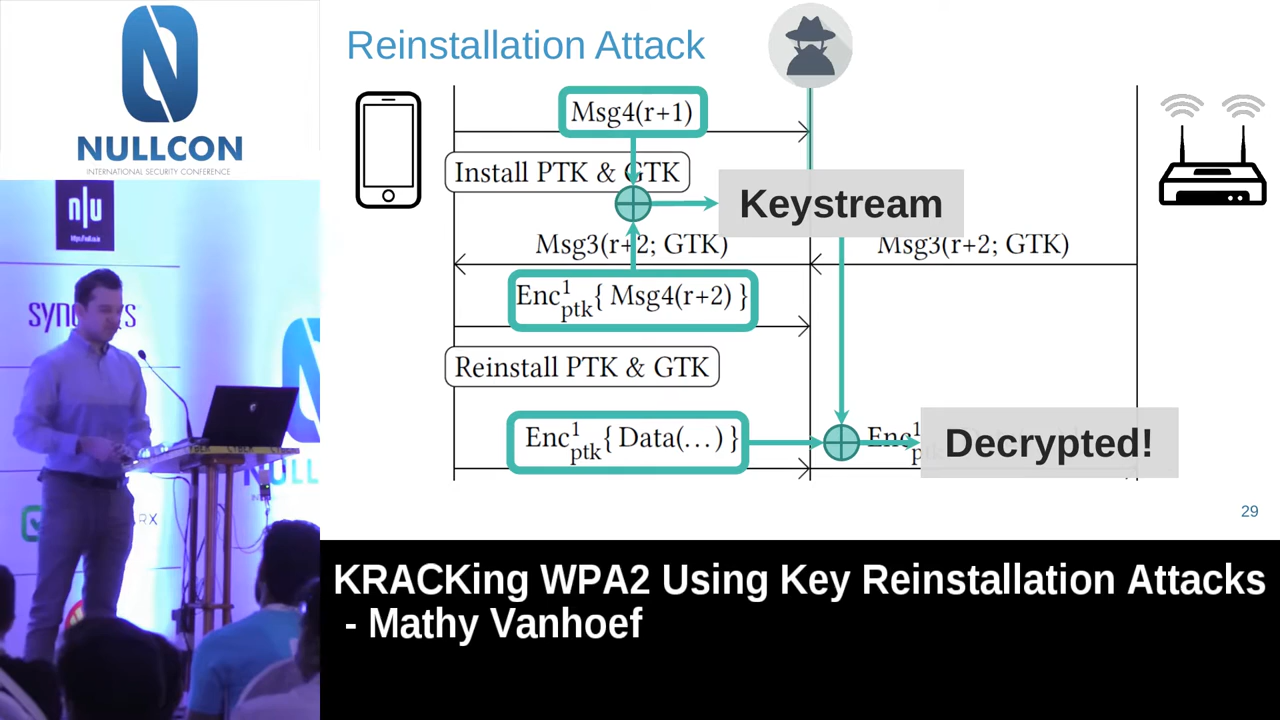 NULLCON
INTERNATIONAL SECURITY CONFERENCE
n|u
Reinstallation Attack
Msg4(r+1)
Install PTK & GTK
Keystream
Msg3(r+2; GTK)
Msg3(r+2; GTK)
Enc¹ptk{ Msg4(r+2) }
Reinstall PTK & GTK
Enc¹ptk{ Data(…) }
Enc¹
Decrypted!
29
KRACKing WPA2 Using Key Reinstallation Attacks
- Mathy Vanhoef